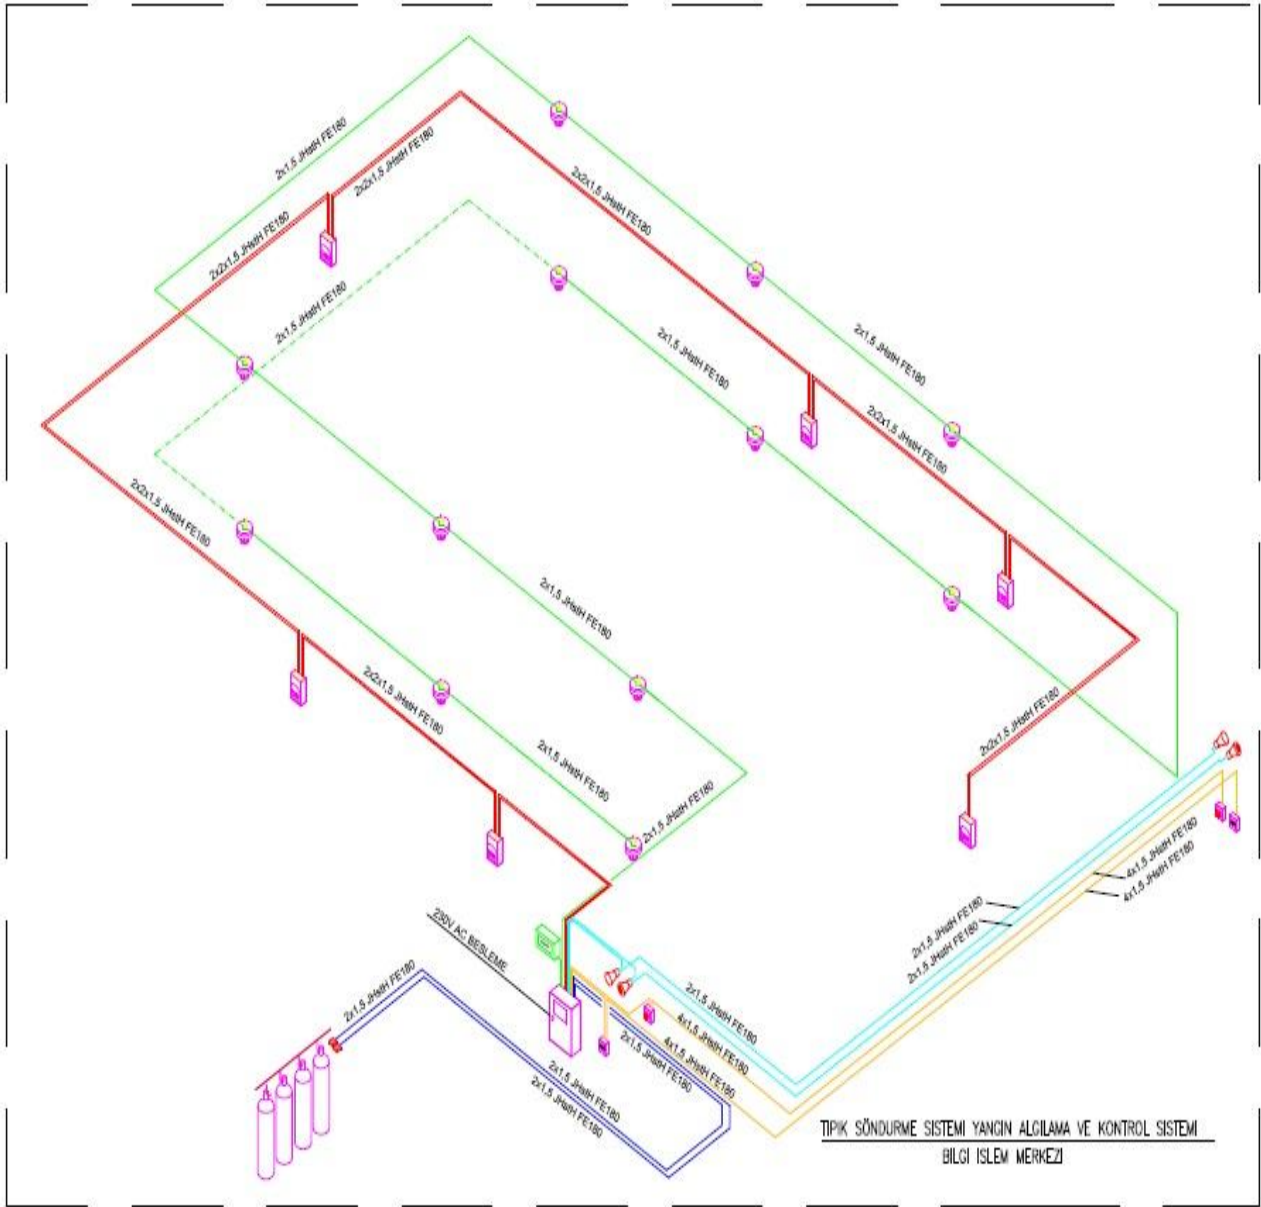 2x1,5 JHstH FE180
2x2x1,5 JHstH FE180
2x2x1,5 JHstH FE180
2x2x1,5 JHstH FE180
2x1,5 JHstH FE180
2x1,5 JHstH FE180
2x1,5 JHstH FE180
2x2x1,5 JHstH FE180
2x2x1,5 JHstH FE180
2x1,5 JHstH FE180
2x2x1,5 JHstH FE180
2x2x1,5 JHstH FE180
2x1,5 JHstH FE180
2x1,5 JHstH FE180
4x1,5 JHstH FE180
4x1,5 JHstH FE180
2x1,5 JHstH FE180
2x1,5 JHstH FE180
230V AC BESLEME
2x1,5 JHstH FE180
2x1,5 JHstH FE180
4x1,5 JHstH FE180
4x1,5 JHstH FE180
2x1,5 JHstH FE180
2x1,5 JHstH FE180
2x1,5 JHstH FE180
TIPIK SÖNDURME SISTEMI YANGIN ALGILAMA VE KONTROL SISTEMI
BILGI ISLEM MERKEZI